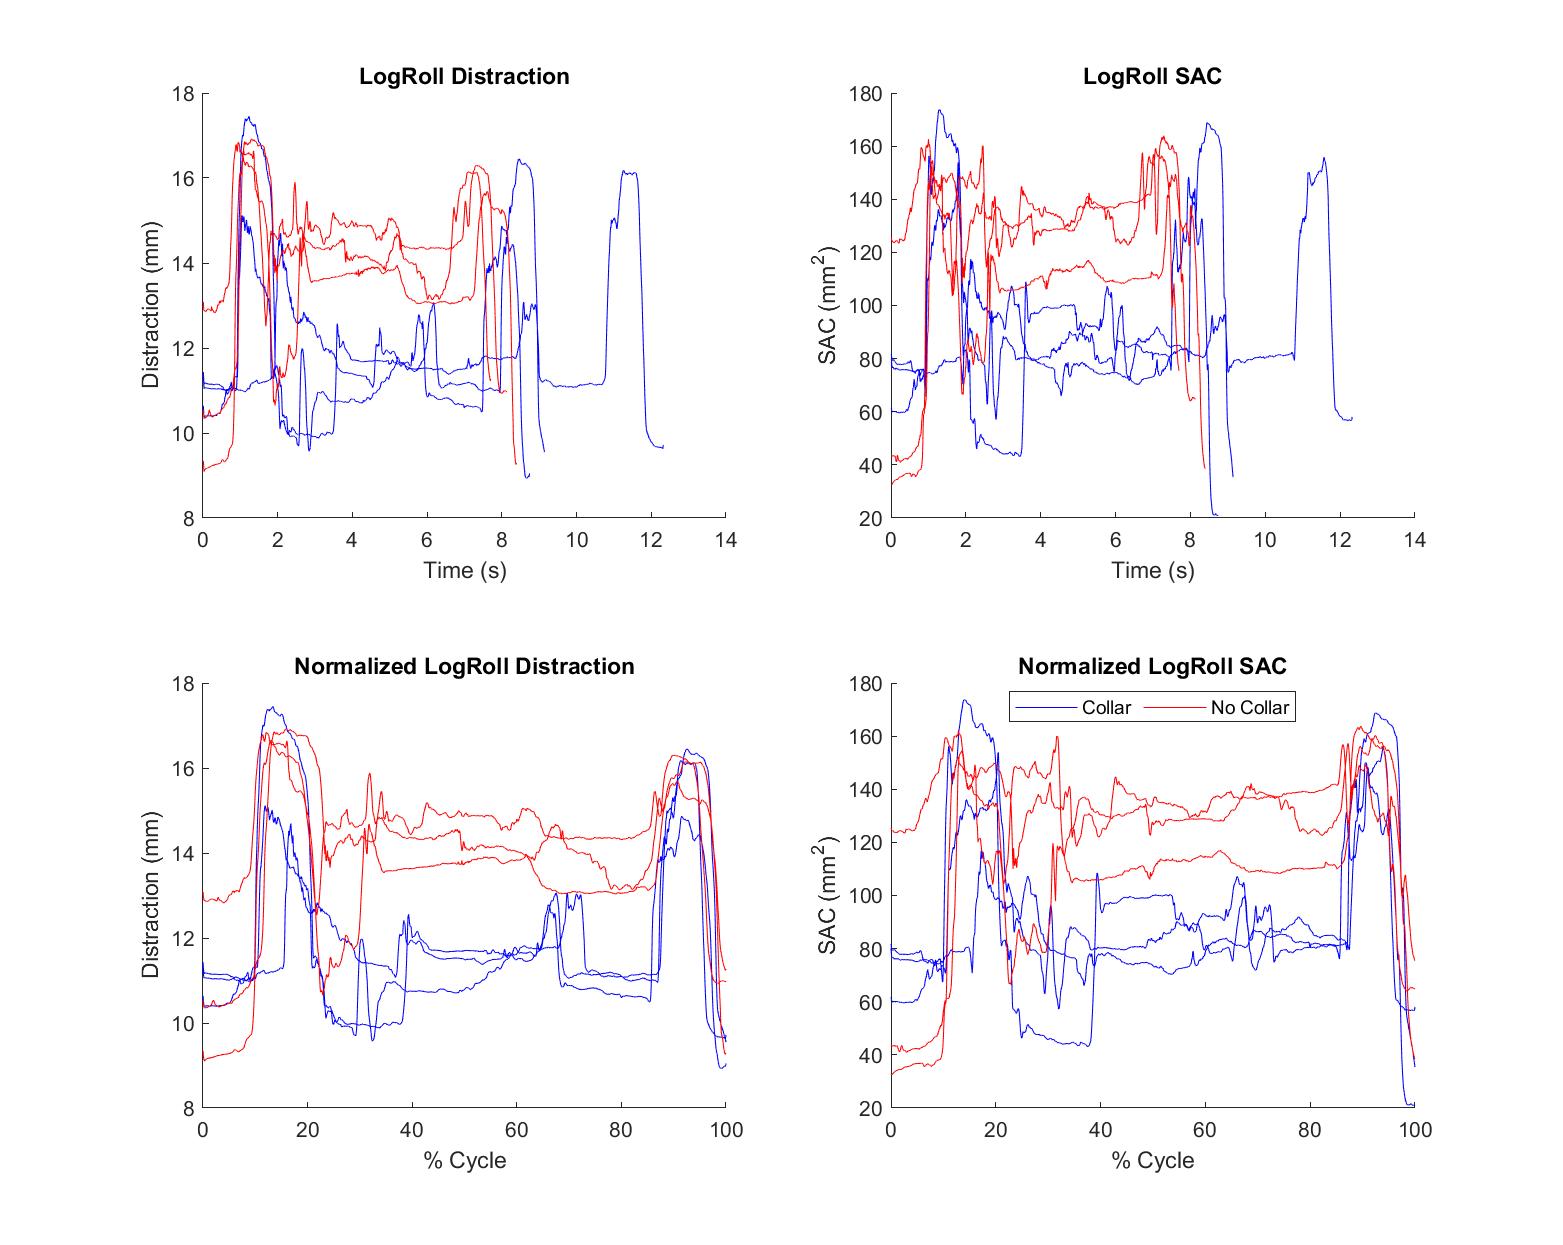 LogRoll Distraction
18
16
14
12
10
8
Distraction (mm)
0 2 4 6 8 10 12 14
Time (s)
LogRoll SAC
180
160
140
120
100
80
60
40
20
SAC (mm2)
0 2 4 6 8 10 12 14
Time (s)
Normalized LogRoll Distraction
18
16
14
12
10
8
Distraction (mm)
0 20 40 60 80 100
% Cycle
Normalized LogRoll SAC
Collar No Collar
180
160
140
120
100
80
60
40
20
SAC (mm2)
0 20 40 60 80 100
% Cycle